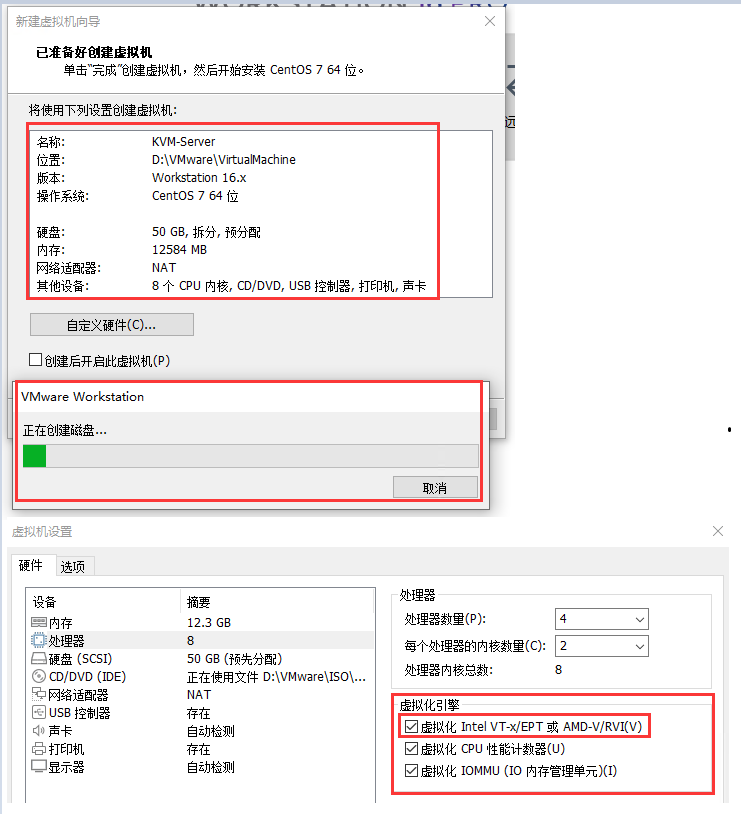 新建虚拟机向导
已准备好创建虚拟机
单击“完成”创建虚拟机，然后开始安装 CentOS 7 64 位。
将使用下列设置创建虚拟机:
名称: KVM-Server
位置: D:\VMware\VirtualMachine
版本: Workstation 16.x
操作系统: CentOS 7 64 位
硬盘: 50 GB, 拆分, 预分配
内存: 12584 MB
网络适配器: NAT
其他设备: 8 个 CPU 内核, CD/DVD, USB 控制器, 打印机, 声卡
远
自定义硬件(C)...
创建后开启此虚拟机(P)
VMware Workstation
正在创建磁盘...
取消
虚拟机设置
硬件 选项
设备 摘要
内存 12.3 GB
处理器 8
硬盘 (SCSI) 50 GB (预先分配)
CD/DVD (IDE) 正在使用文件 D:\VMware\ISO\...
网络适配器 NAT
USB 控制器 存在
声卡 自动检测
打印机 存在
显示器 自动检测
处理器
处理器数量(P): 4
每个处理器的内核数量(C): 2
处理器内核总数: 8
虚拟化引擎
虚拟化 Intel VT-x/EPT 或 AMD-V/RVI(V)
虚拟化 CPU 性能计数器(U)
虚拟化 IOMMU (IO 内存管理单元)(I)